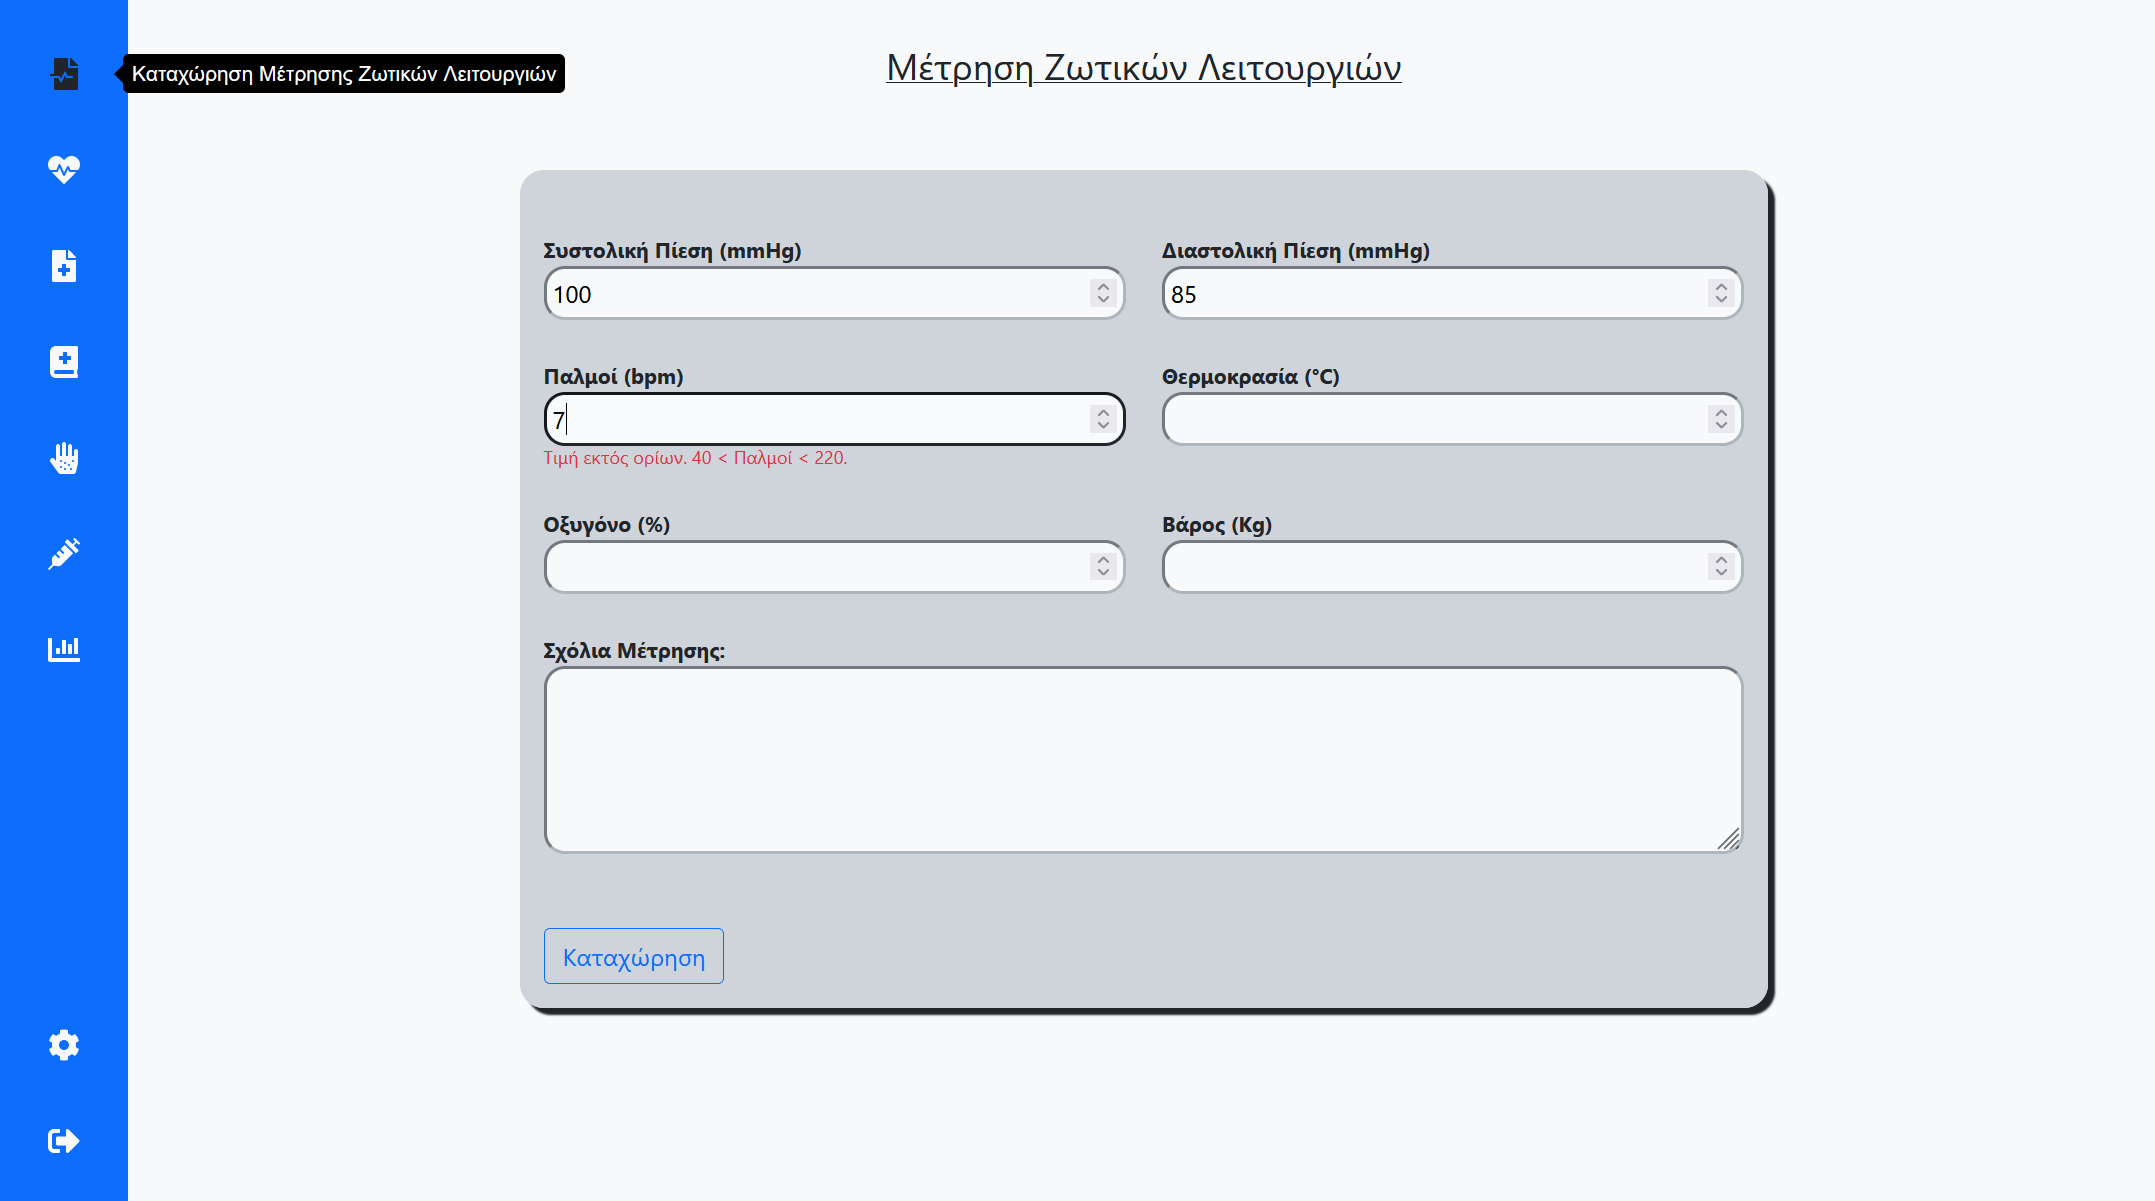 Καταχώρηση Μέτρησης Ζωτικών Λειτουργιών
Μέτρηση Ζωτικών Λειτουργιών
Συστολική Πίεση (mmHg)
100
Διαστολική Πίεση (mmHg)
85
Παλμοί (bpm)
7
Τιμή εκτός ορίων. 40 < Παλμοί < 220.
Θερμοκρασία (°C)
Οξυγόνο (%)
Βάρος (Kg)
Σχόλια Μέτρησης:
Καταχώρηση